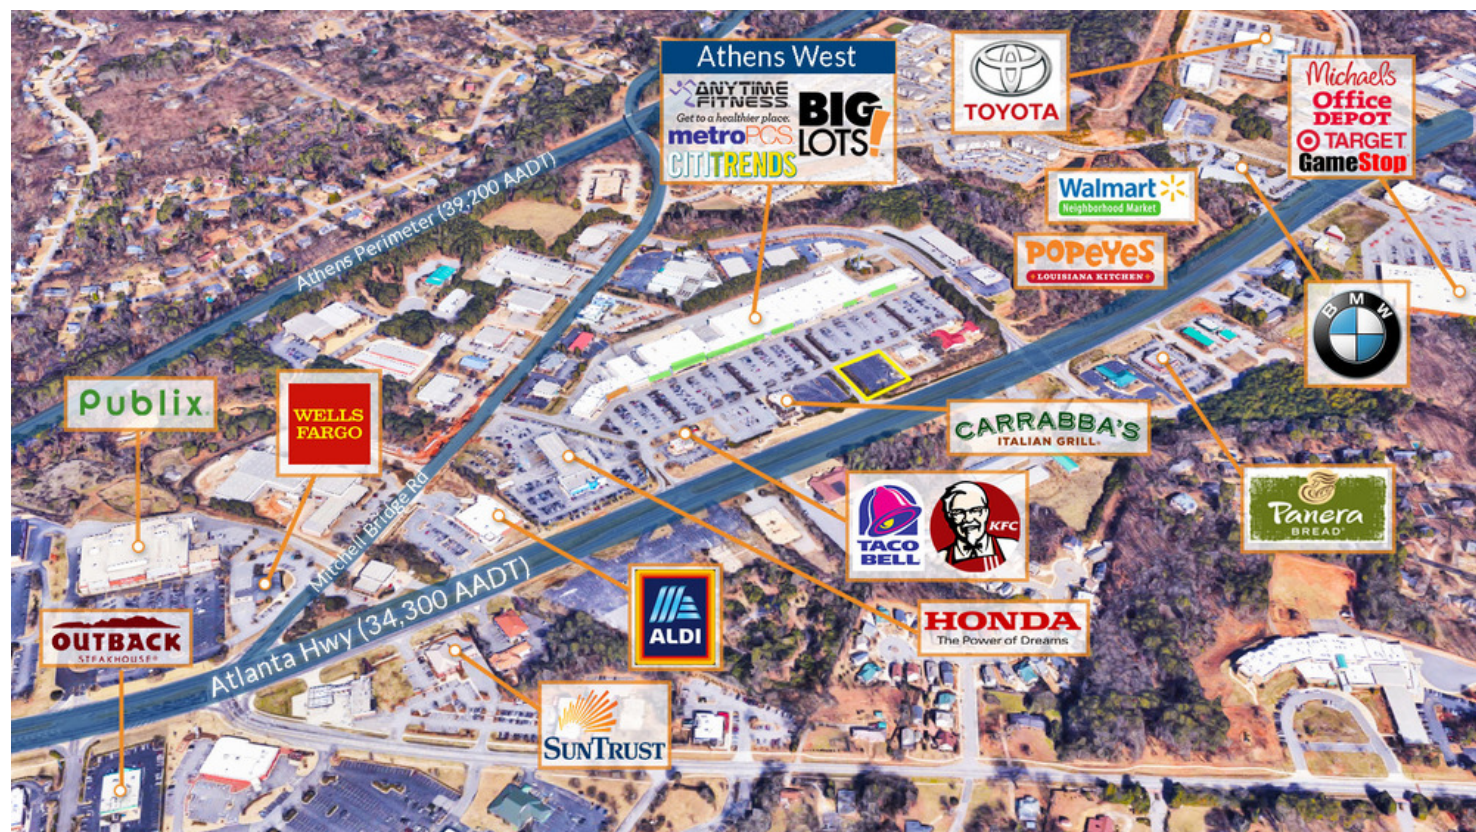 Athens West
ANYTIME
FITNESS
Get to a healthier place.
metroPCS
CITITRENDS
BIG
LOTS!
TOYOTA
Michaels
Office
DEPOT
TARGET
GameStop
Walmart
Neighborhood Market
POPEYES
LOUISIANA KITCHEN
BMW
Athens Perimeter (39,200 AADT)
Publix
WELLS
FARGO
CARRABBA'S
ITALIAN GRILL
Panera
BREAD
TACO
BELL
KFC
Mitchell Bridge Rd
Atlanta Hwy (34,300 AADT)
OUTBACK
STEAKHOUSE
ALDI
HONDA
The Power of Dreams
SUNTRUST